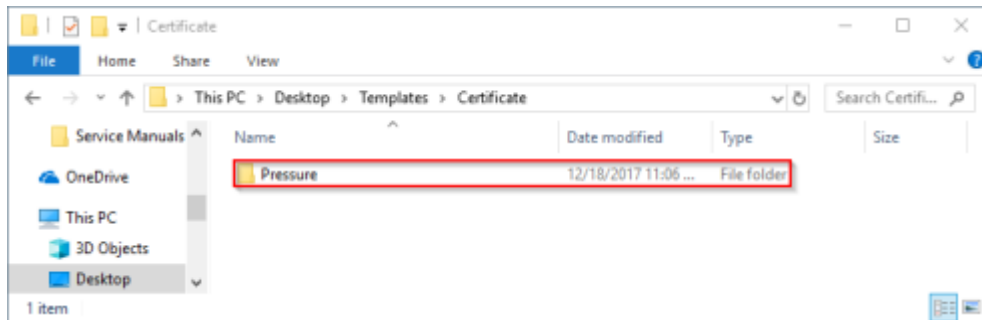 Certificate
File Home Share View
This PC > Desktop > Templates > Certificate Search Certifi...
Service Manuals Name Date modified Type Size
OneDrive Pressure 12/18/2017 11:06 ... File folder
This PC
3D Objects
Desktop
1 item